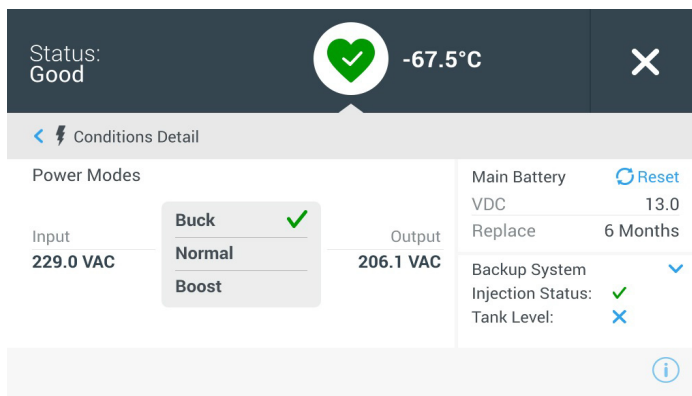 Status:
Good
-67.5°C
Conditions Detail
Power Modes
Input
229.0 VAC
Buck
Normal
Boost
Output
206.1 VAC
Main Battery
Reset
VDC
13.0
Replace
6 Months
Backup System
Injection Status:
Tank Level:
i